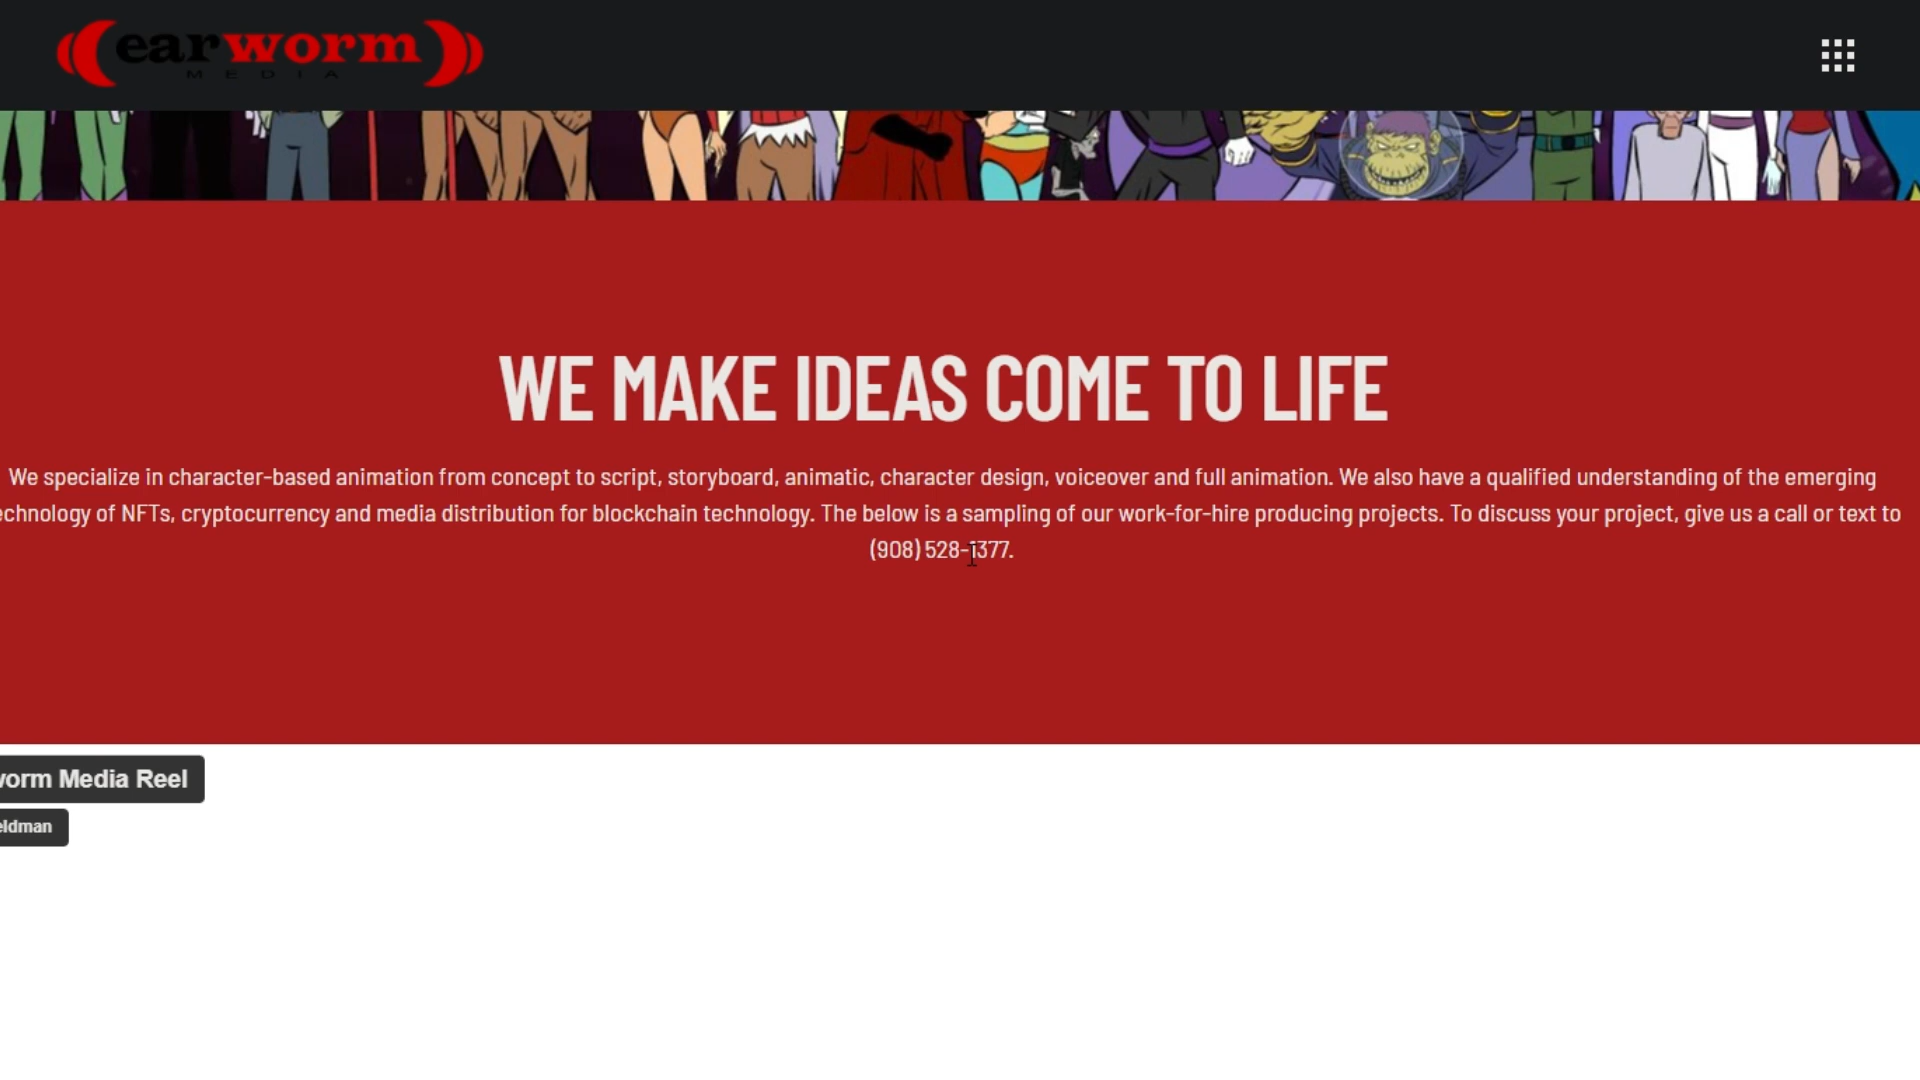 earworm
MEDIA
WE MAKE IDEAS COME TO LIFE
We specialize in character-based animation from concept to script, storyboard, animatic, character design, voiceover and full animation. We also have a qualified understanding of the emerging
echnology of NFTs, cryptocurrency and media distribution for blockchain technology. The below is a sampling of our work-for-hire producing projects. To discuss your project, give us a call or text to
(908) 528-1377.
worm Media Reel
eldman